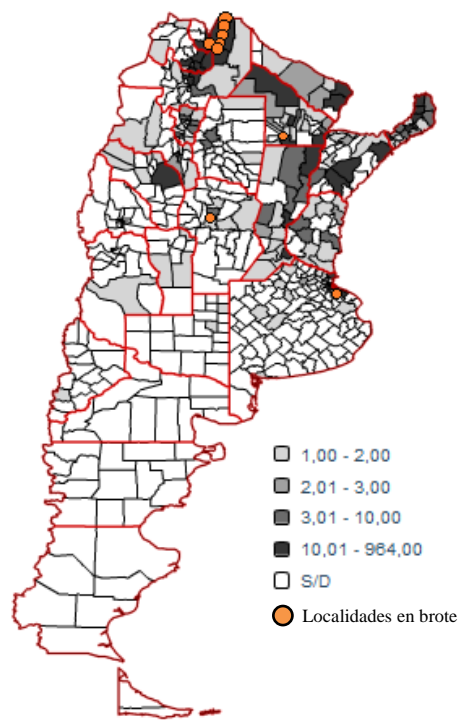 1,00 - 2,00
2,01 - 3,00
3,01 - 10,00
10,01 - 964,00
S/D
Localidades en brote